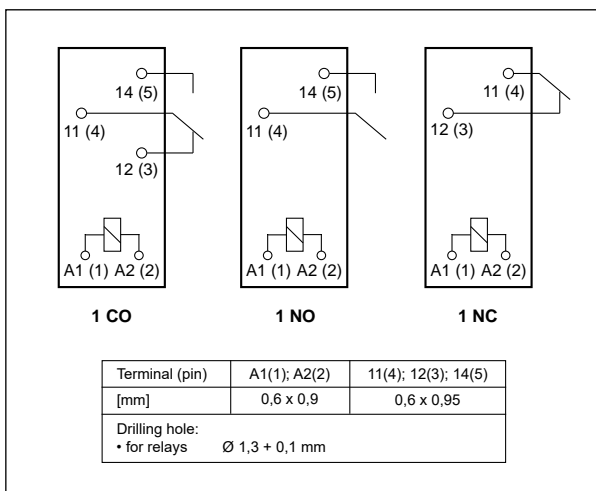 14 (5)
11 (4)
12 (3)
A1 (1) A2 (2)
1 CO
14 (5)
11 (4)
A1 (1) A2 (2)
1 NO
11 (4)
12 (3)
A1 (1) A2 (2)
1 NC
Terminal (pin) A1(1); A2(2) 11(4); 12(3); 14(5)
[mm] 0,6 x 0,9 0,6 x 0,95
Drilling hole:
• for relays Ø 1,3 + 0,1 mm